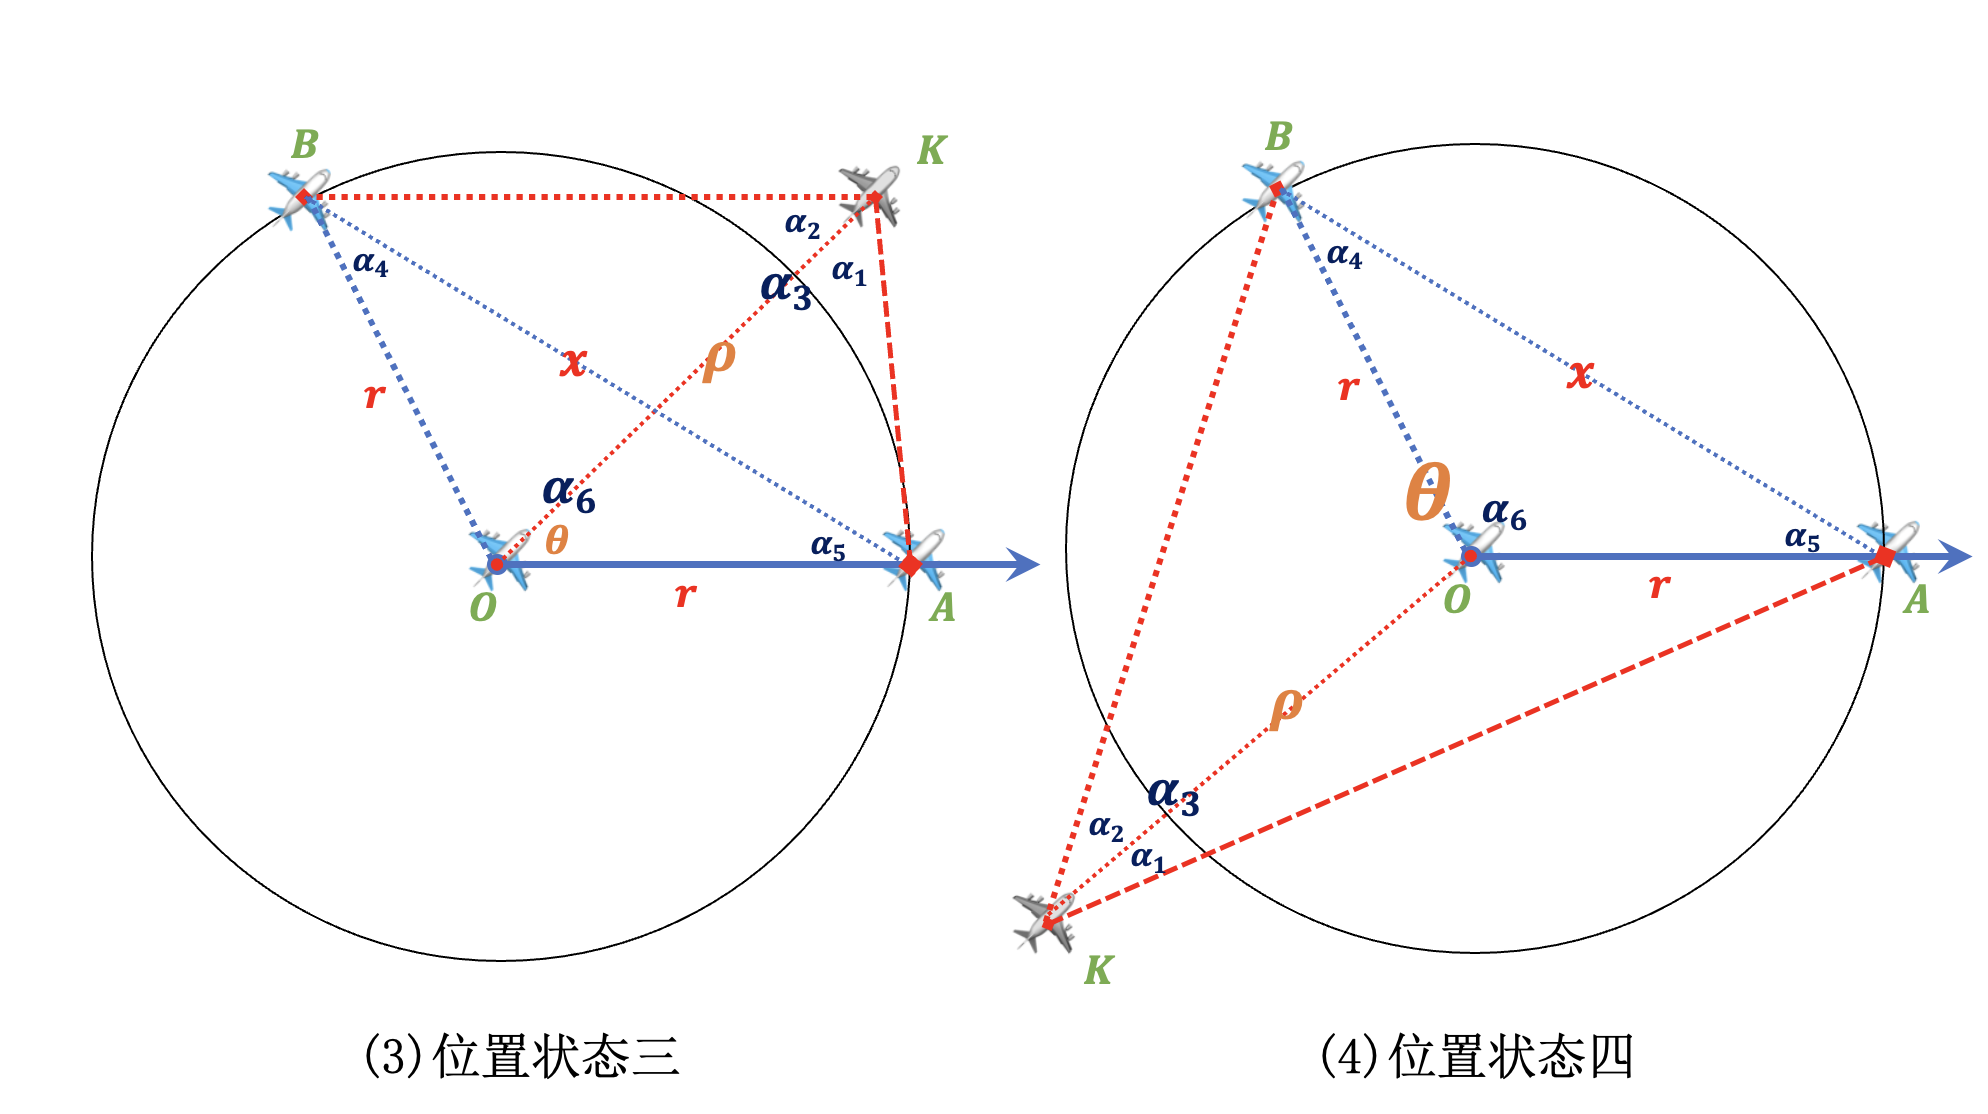 B
K
α₂
α₁
α₄
α₃
x
ρ
r
α₆
θ
α₅
r
O
A
(3)位置状态三
B
α₄
x
r
θ
α₆
α₅
r
O
A
ρ
α₃
α₂
α₁
K
(4)位置状态四